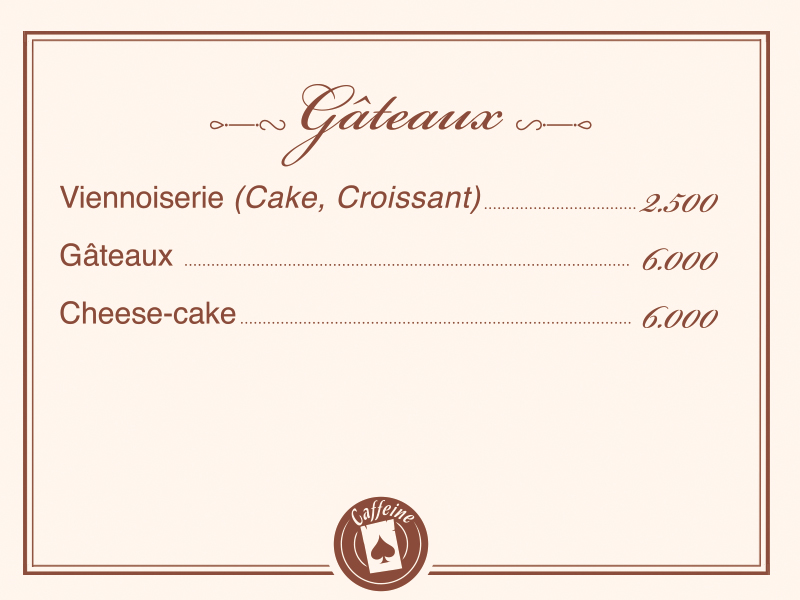 Gâteaux
Viennoiserie (Cake, Croissant) 2.500
Gâteaux 6.000
Cheese-cake 6.000
Caffeine